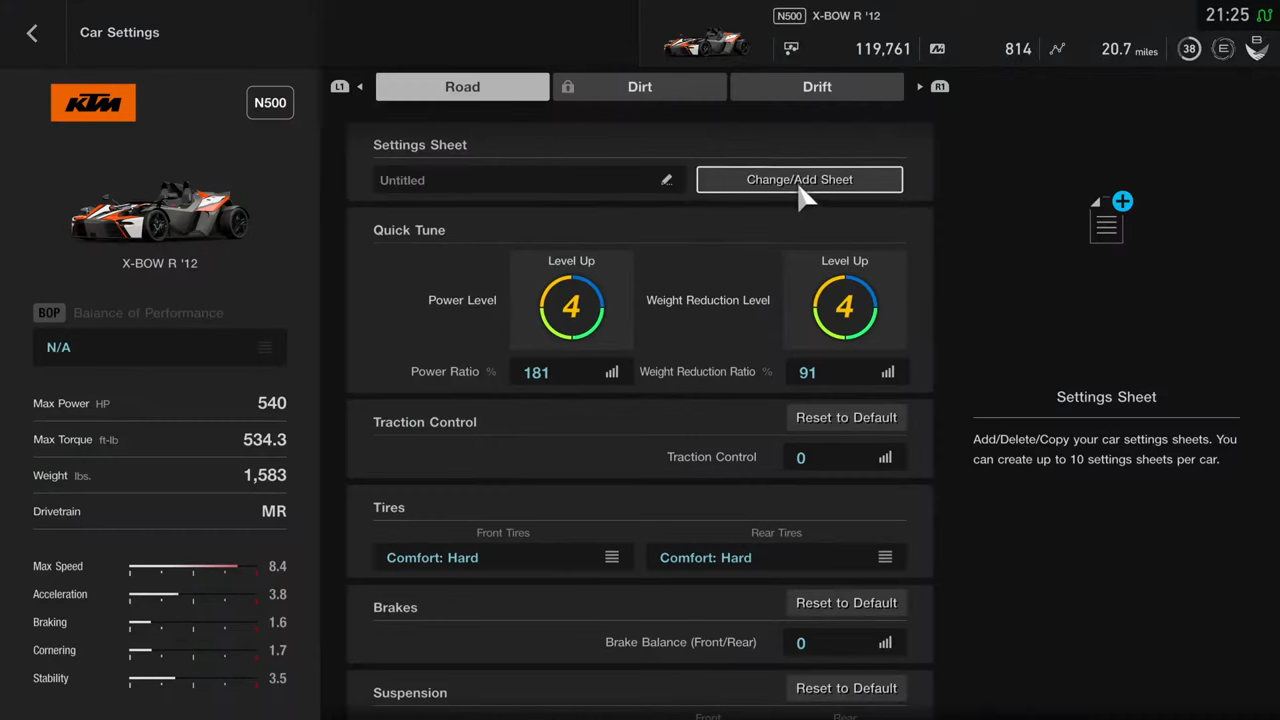 Car Settings
N500 X-BOW R '12
119,761 814 20.7 miles 38 E B
21:25
KTM
N500
X-BOW R '12
BOP Balance of Performance
N/A
Max Power HP 540
Max Torque ft-lb 534.3
Weight lbs. 1,583
Drivetrain MR
Max Speed 8.4
Acceleration 3.8
Braking 1.6
Cornering 1.7
Stability 3.5
L1 Road Dirt Drift R1
Settings Sheet
Untitled Change/Add Sheet
Quick Tune
Level Up Level Up
Power Level 4 Weight Reduction Level 4
Power Ratio % 181 Weight Reduction Ratio % 91
Traction Control Reset to Default
Traction Control 0
Tires
Front Tires Rear Tires
Comfort: Hard Comfort: Hard
Brakes Reset to Default
Brake Balance (Front/Rear) 0
Suspension Reset to Default
Front Rear
Settings Sheet
Add/Delete/Copy your car settings sheets. You
can create up to 10 settings sheets per car.